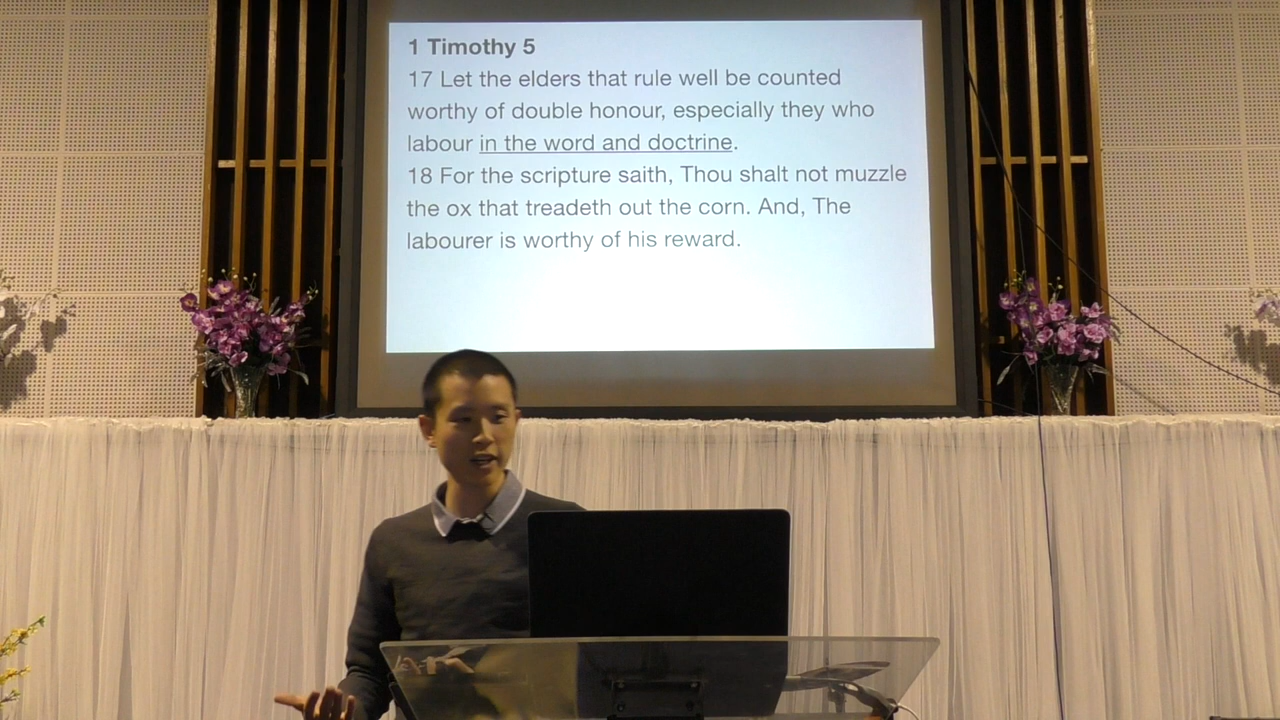 1 Timothy 5
17 Let the elders that rule well be counted
worthy of double honour, especially they who
labour in the word and doctrine.
18 For the scripture saith, Thou shalt not muzzle
the ox that treadeth out the corn. And, The
labourer is worthy of his reward.